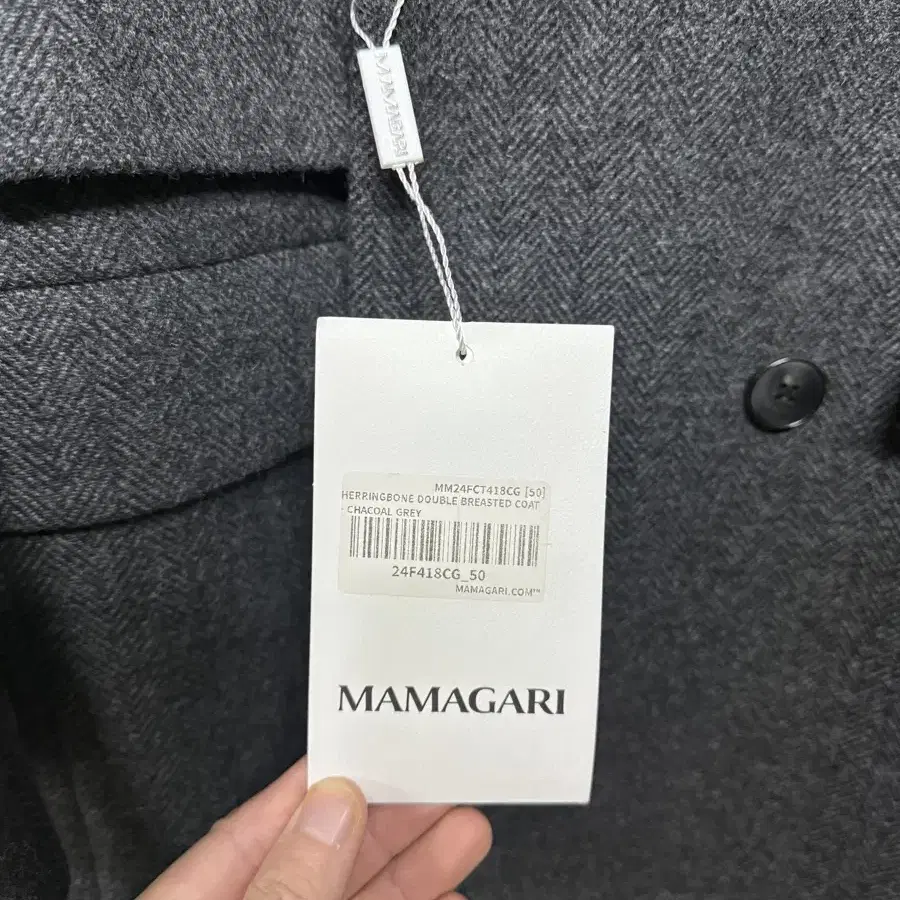 MAMAGARI
MM24FCT418CG [50]
HERRINGBONE DOUBLE BREASTED COAT
CHACOAL GREY
24F418CG_50
MAMAGARI.COM™
MAMAGARI